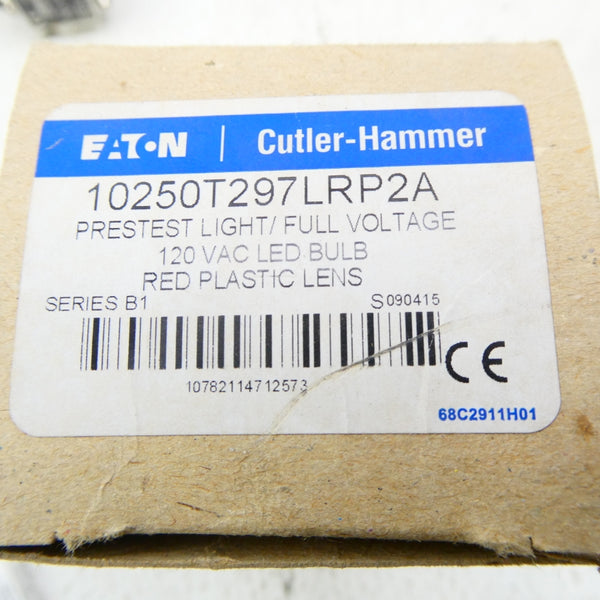 EATON | Cutler-Hammer
10250T297LRP2A
PRESTEST LIGHT/ FULL VOLTAGE
120 VAC LED BULB
RED PLASTIC LENS
SERIES B1 S090415
10782114712573
CE
68C2911H01